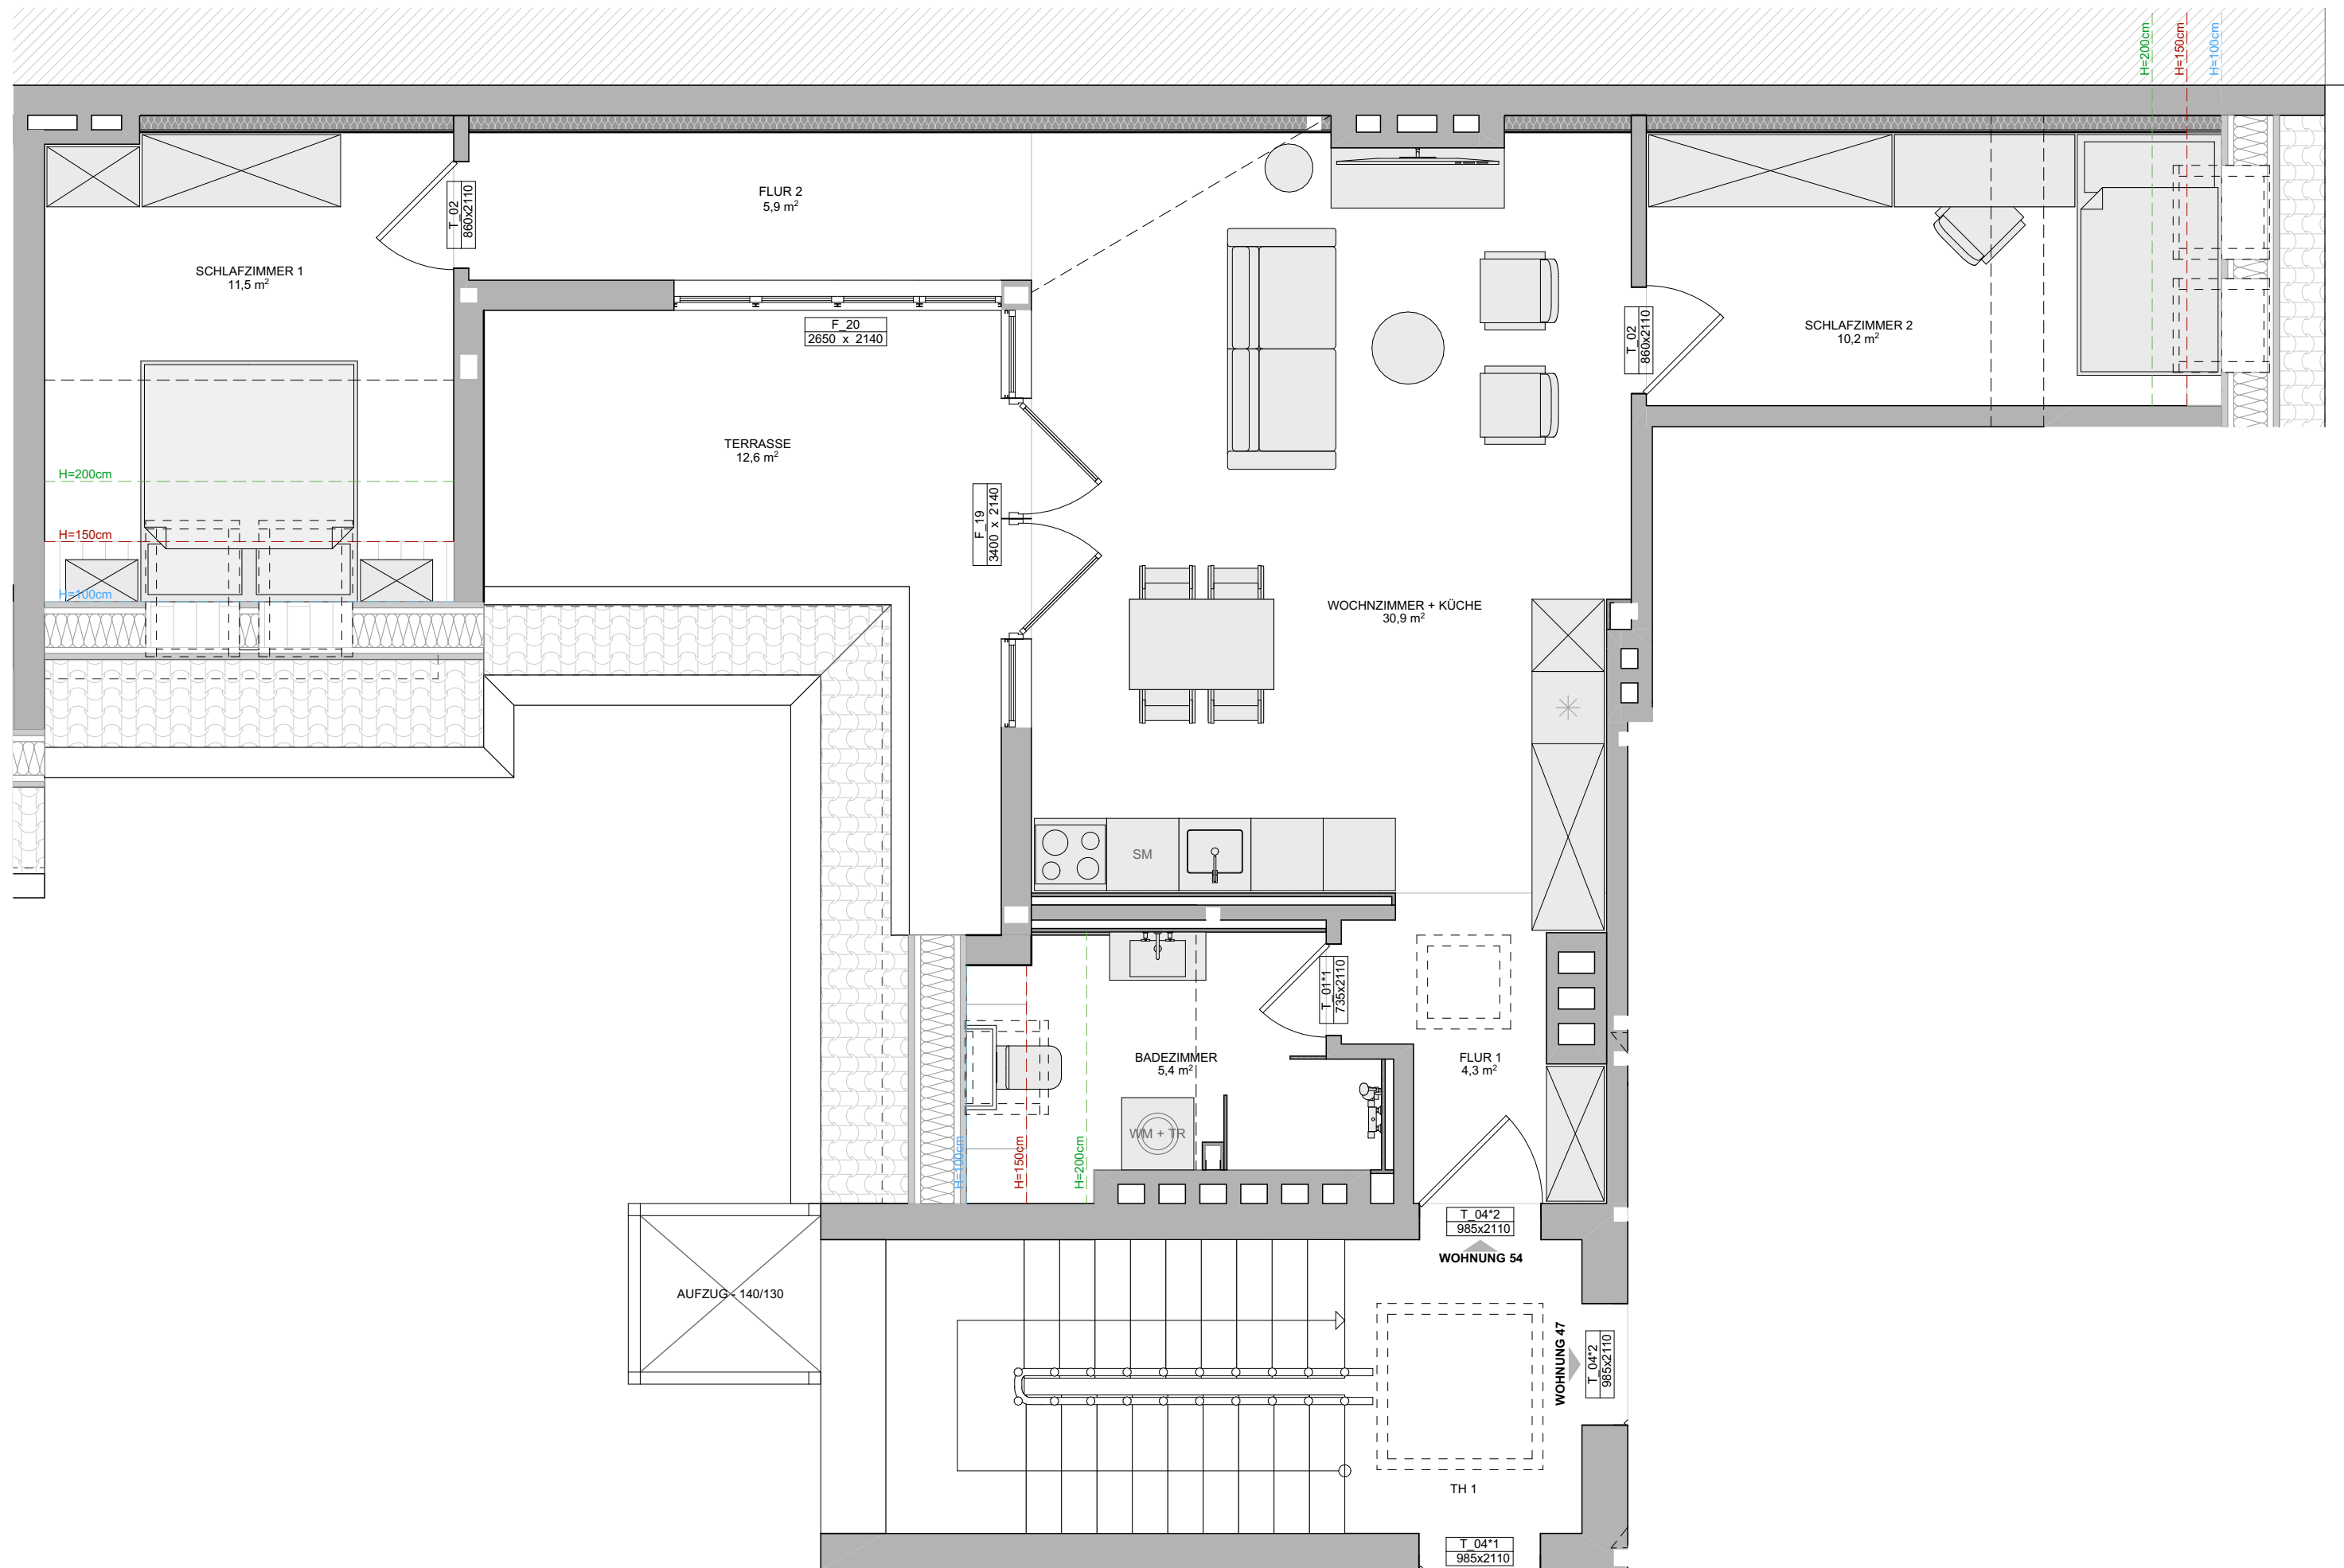 H=200cm
H=150cm
H=100cm
FLUR 2
5,9 m²
T_02
860x2110
SCHLAFZIMMER 1
11,5 m²
F_20
2650 x 2140
SCHLAFZIMMER 2
10,2 m²
T_02
860x2110
TERRASSE
12,6 m²
H=200cm
H=150cm
H=100cm
F_19
3400 x 2140
WOCHNZIMMER + KÜCHE
30,9 m²
SM
T_01*1
735x2110
BADEZIMMER
5,4 m²
FLUR 1
4,3 m²
WM + TR
H=100cm
H=150cm
H=200cm
T_04*2
985x2110
WOHNUNG 54
AUFZUG - 140/130
WOHNUNG 47
T_04*2
985x2110
TH 1
T_04*1
985x2110